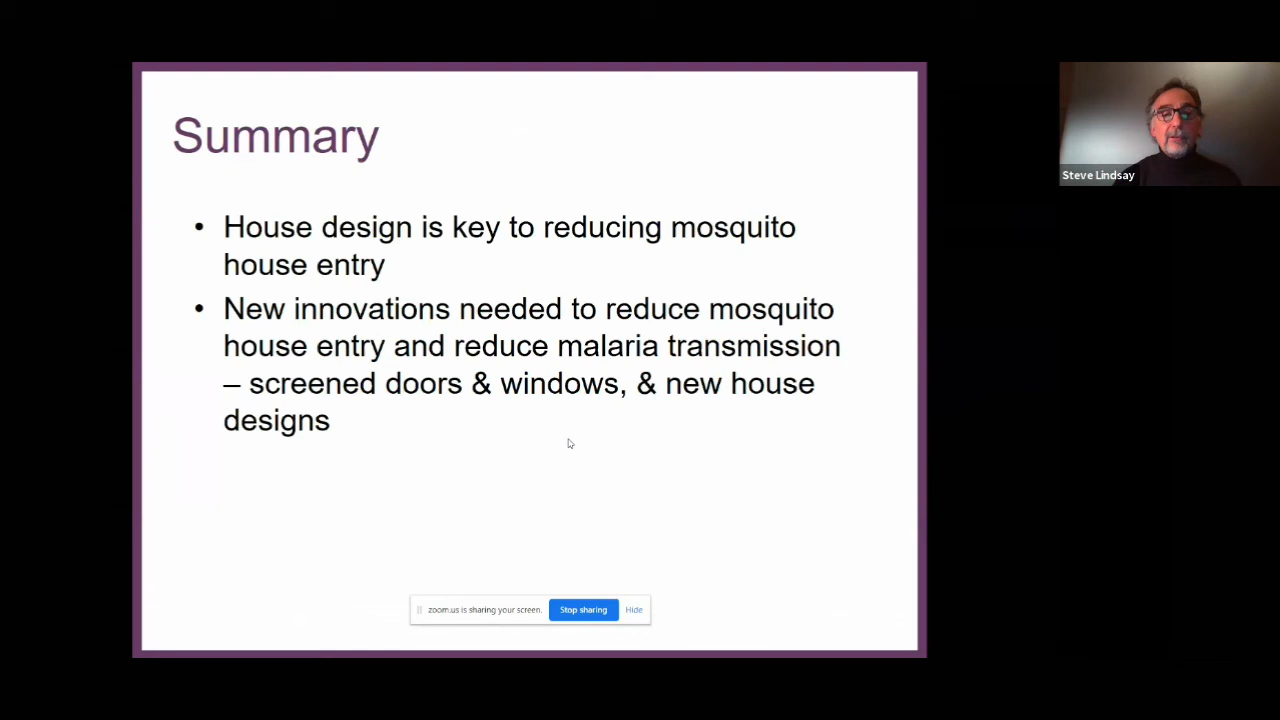 Summary
• House design is key to reducing mosquito
house entry
• New innovations needed to reduce mosquito
house entry and reduce malaria transmission
– screened doors & windows, & new house
designs
zoom.us is sharing your screen. Stop sharing Hide
Steve Lindsay